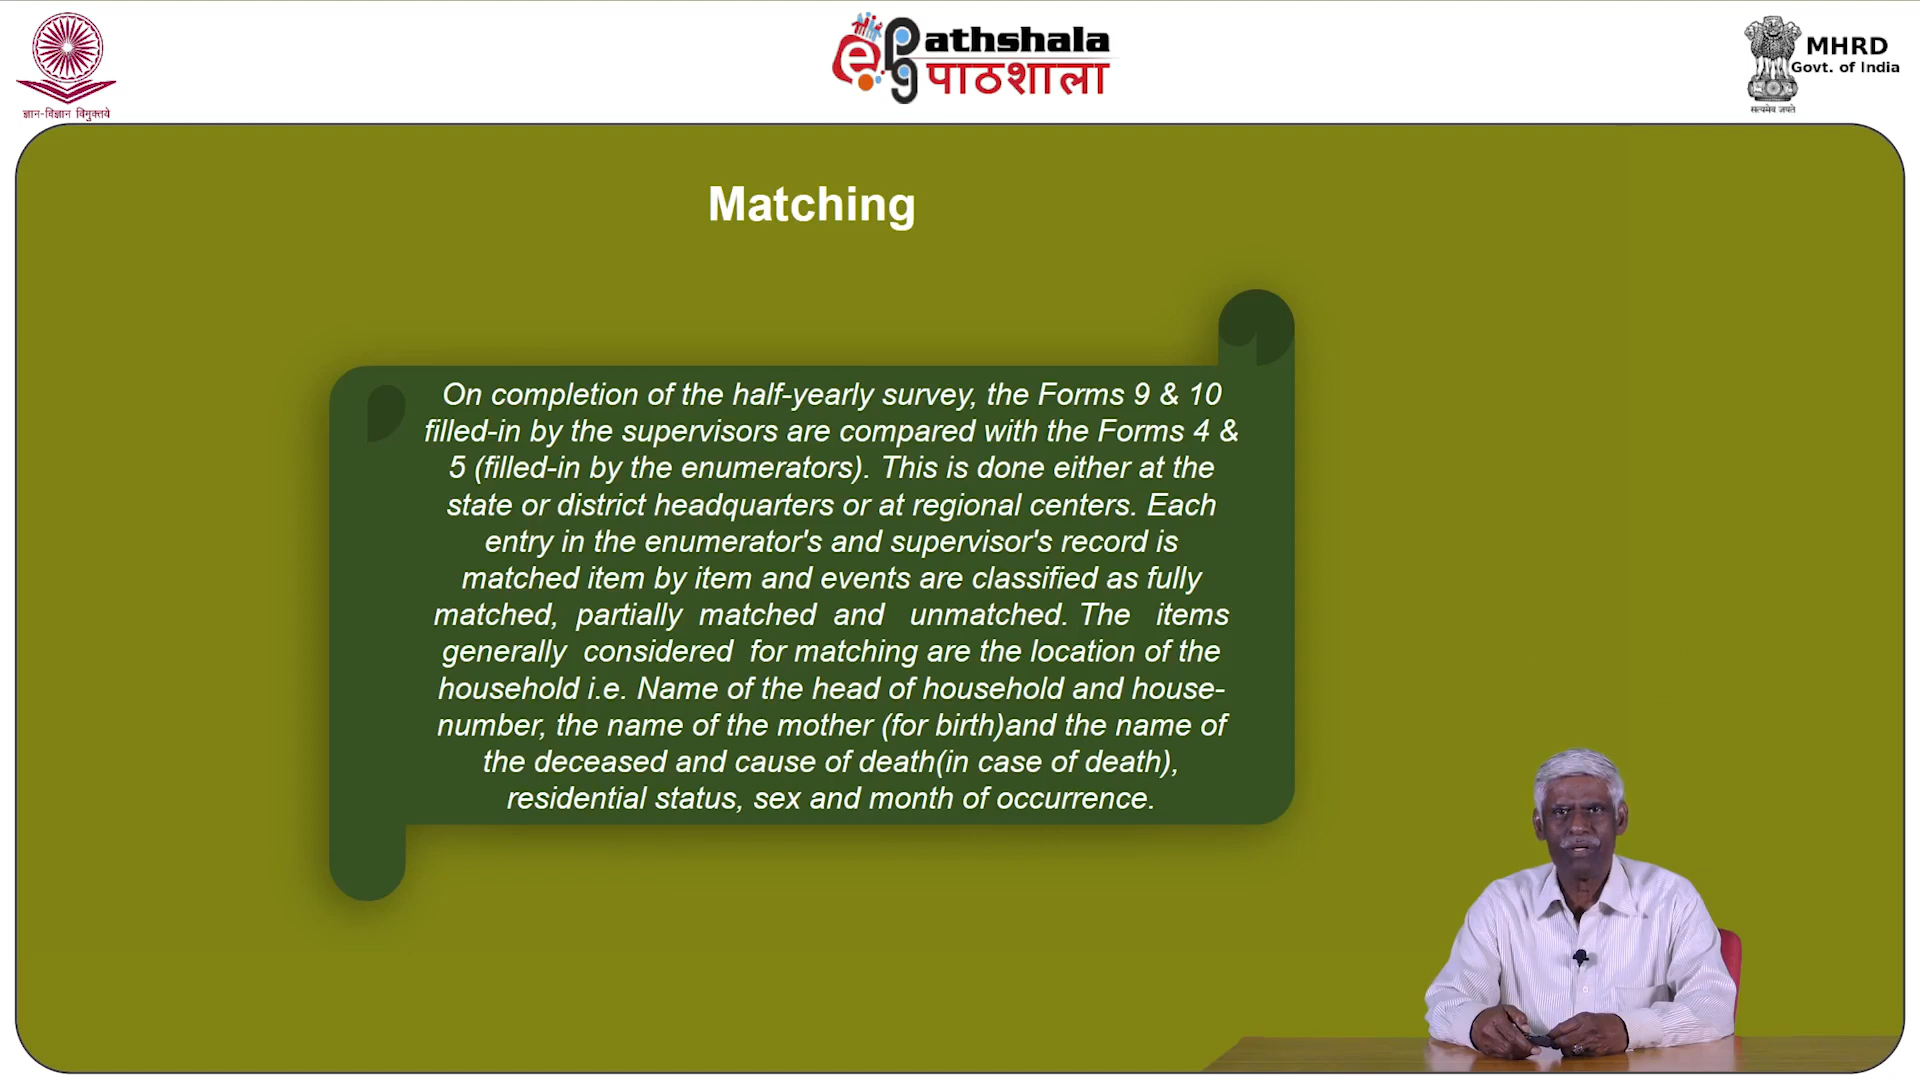 ज्ञान-विज्ञान विमुक्तये
e Pathshala
पाठशाला
MHRD
Govt. of India
सत्यमेव जयते
Matching
On completion of the half-yearly survey, the Forms 9 & 10
filled-in by the supervisors are compared with the Forms 4 &
5 (filled-in by the enumerators). This is done either at the
state or district headquarters or at regional centers. Each
entry in the enumerator's and supervisor's record is
matched item by item and events are classified as fully
matched, partially matched and unmatched. The items
generally considered for matching are the location of the
household i.e. Name of the head of household and house-
number, the name of the mother (for birth)and the name of
the deceased and cause of death(in case of death),
residential status, sex and month of occurrence.